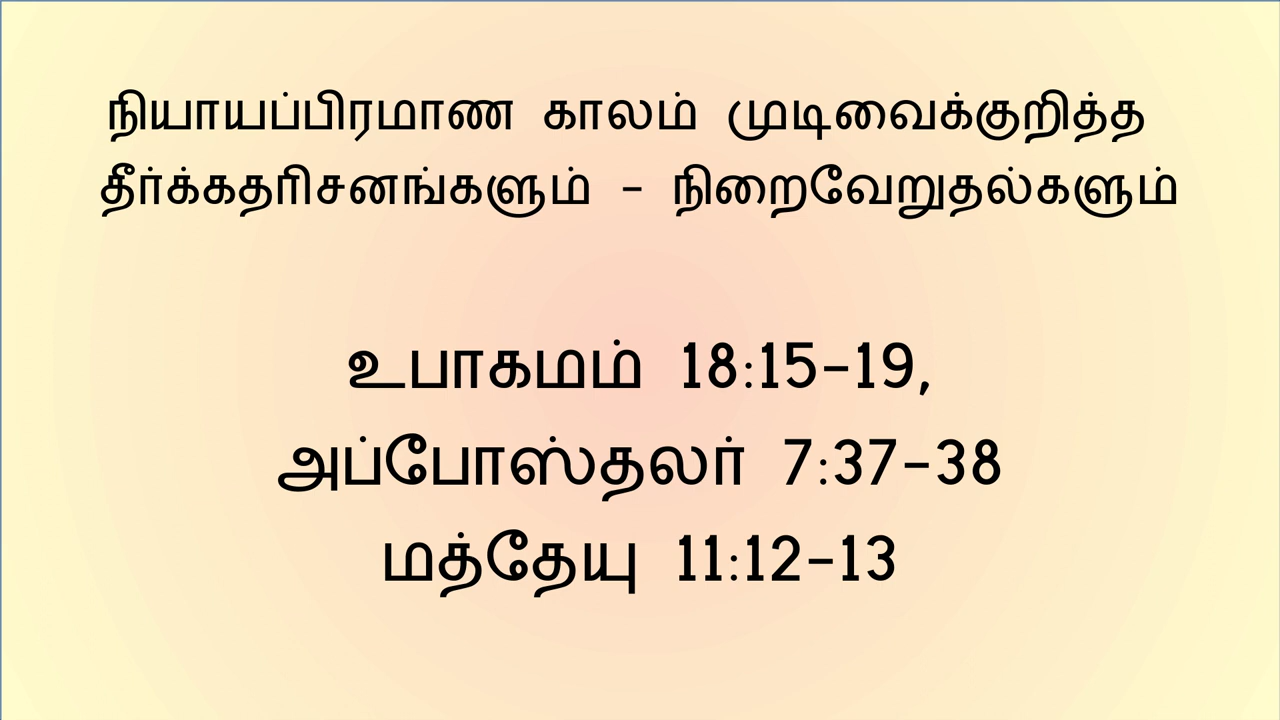 நியாயப்பிரமாண காலம் முடிவைக்குறித்த
தீர்க்கதரிசனங்களும் - நிறைவேறுதல்களும்
உபாகமம் 18:15-19,
அப்போஸ்தலர் 7:37-38
மத்தேயு 11:12-13